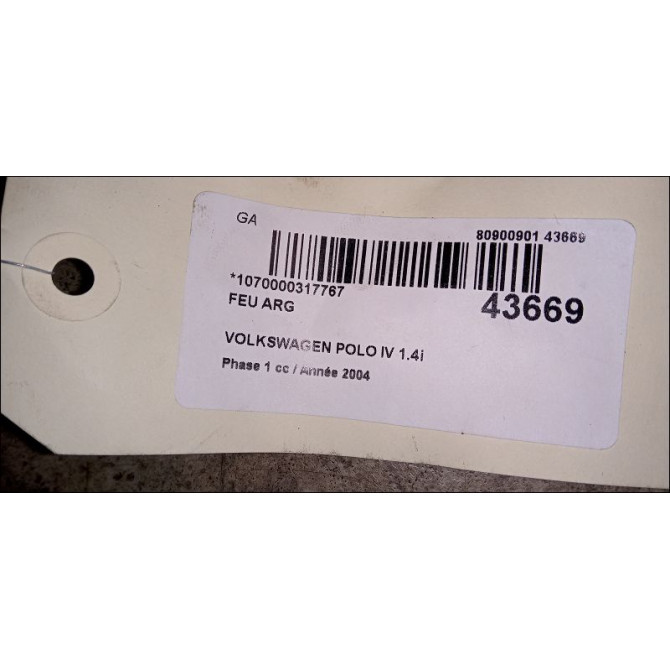 GA
80900901 43669
*1070000317767
43669
FEU ARG
VOLKSWAGEN POLO IV 1.4i
Phase 1 cc / Année 2004